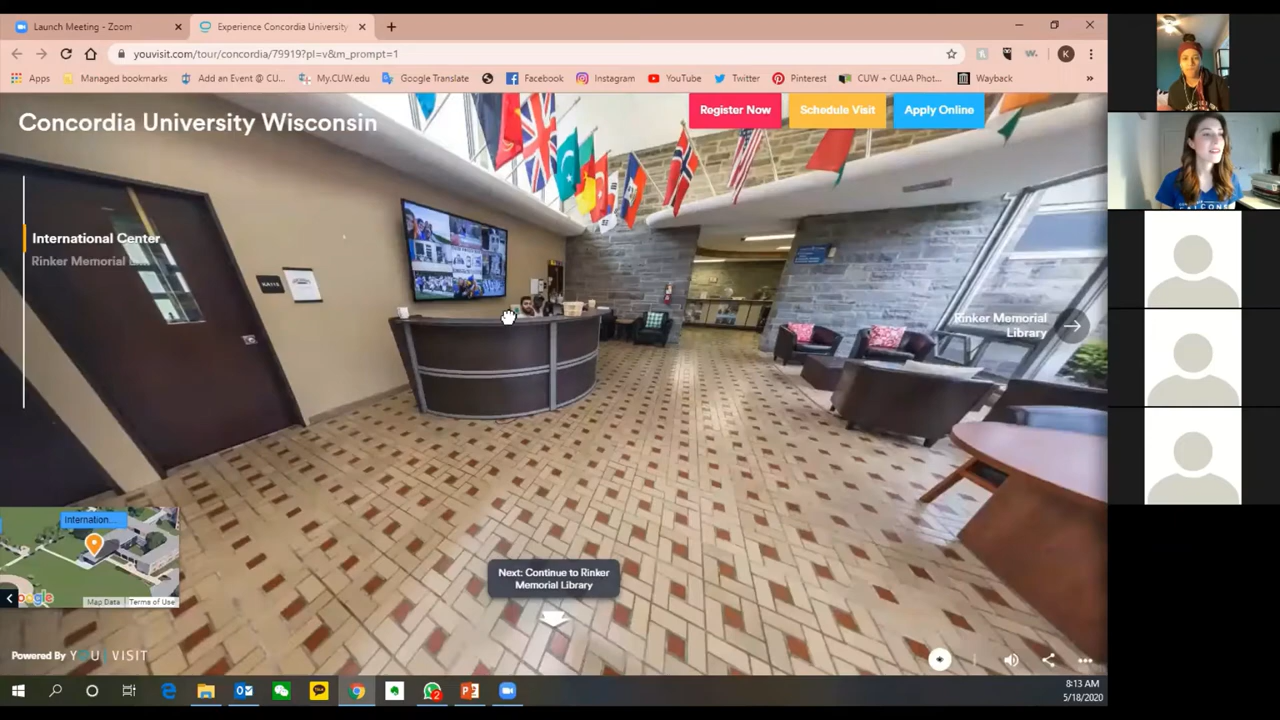 Launch Meeting - Zoom
Experience Concordia University
youvisit.com/tour/concordia/79919?pl=v&m_prompt=1
K
Apps
Managed bookmarks
Add an Event @ CU...
My.CUW.edu
Google Translate
Facebook
Instagram
YouTube
Twitter
Pinterest
CUW + CUAA Phot...
Wayback
»
Concordia University Wisconsin
Register Now
Schedule Visit
Apply Online
International Center
Rinker Memorial L...
Rinker Memorial
Library
Internation...
Next: Continue to Rinker
Memorial Library
Map Data
Terms of Use
Powered By YOUVISIT
8:13 AM
5/18/2020